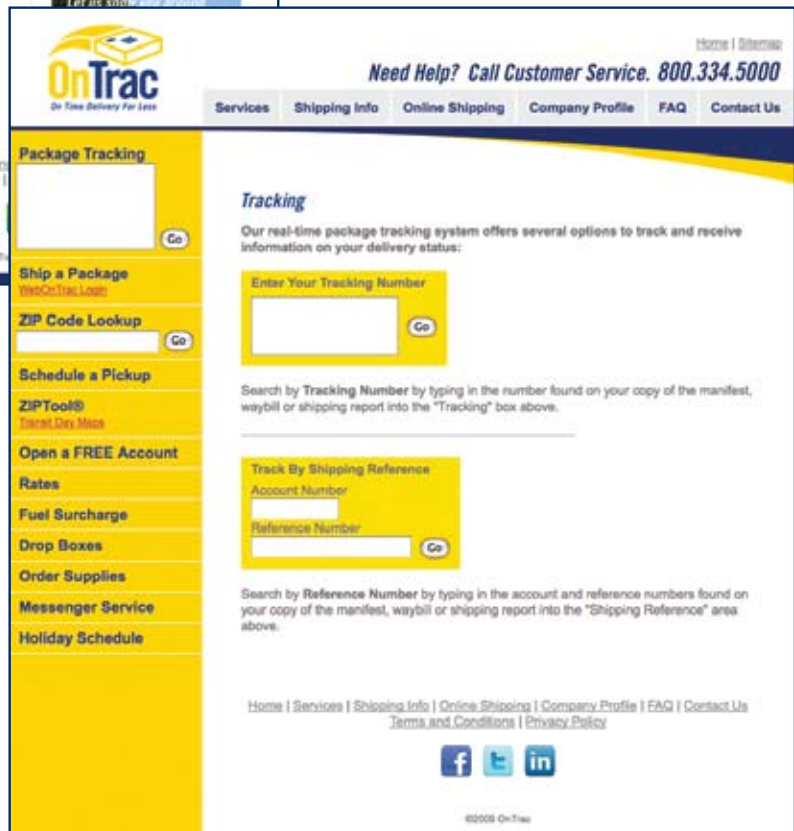 Let us show
Home | Sitemap
OnTrac
On Time Delivery For Less
Need Help? Call Customer Service. 800.334.5000
Services Shipping Info Online Shipping Company Profile FAQ Contact Us
Package Tracking
Go
Ship a Package
WebOnTrac Login
ZIP Code Lookup
Go
Schedule a Pickup
ZIPTool®
Transit Day Maps
Open a FREE Account
Rates
Fuel Surcharge
Drop Boxes
Order Supplies
Messenger Service
Holiday Schedule
Tracking
Our real-time package tracking system offers several options to track and receive
information on your delivery status:
Enter Your Tracking Number
Go
Search by Tracking Number by typing in the number found on your copy of the manifest,
waybill or shipping report into the "Tracking" box above.
Track By Shipping Reference
Account Number
Reference Number
Go
Search by Reference Number by typing in the account and reference numbers found on
your copy of the manifest, waybill or shipping report into the "Shipping Reference" area
above.
Home | Services | Shipping Info | Online Shipping | Company Profile | FAQ | Contact Us
Terms and Conditions | Privacy Policy
f t in
OnTrac